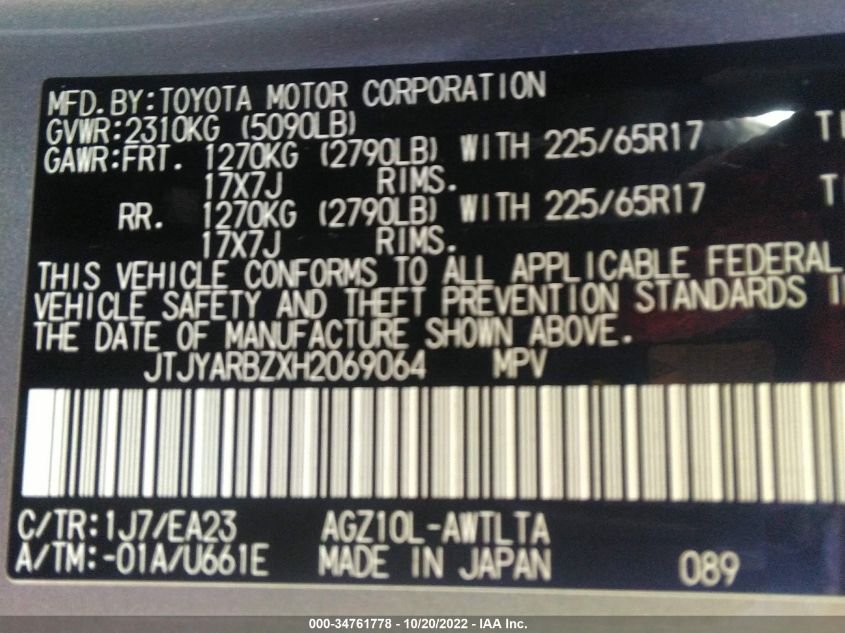 MFD.BY:TOYOTA MOTOR CORPORATION
GVWR:2310KG (5090LB)
GAWR:FRT. 1270KG (2790LB) WITH 225/65R17
17X7J RIMS.
RR. 1270KG (2790LB) WITH 225/65R17
17X7J RIMS.
THIS VEHICLE CONFORMS TO ALL APPLICABLE FEDERAL
VEHICLE SAFETY AND THEFT PREVENTION STANDARDS
THE DATE OF MANUFACTURE SHOWN ABOVE.
JTJYARBZXH2069064 MPV
C/TR:1J7/EA23 AGZ10L-AWTLTA
A/TM:-01A/U661E MADE IN JAPAN 089
000-34761778 - 10/20/2022 - IAA Inc.